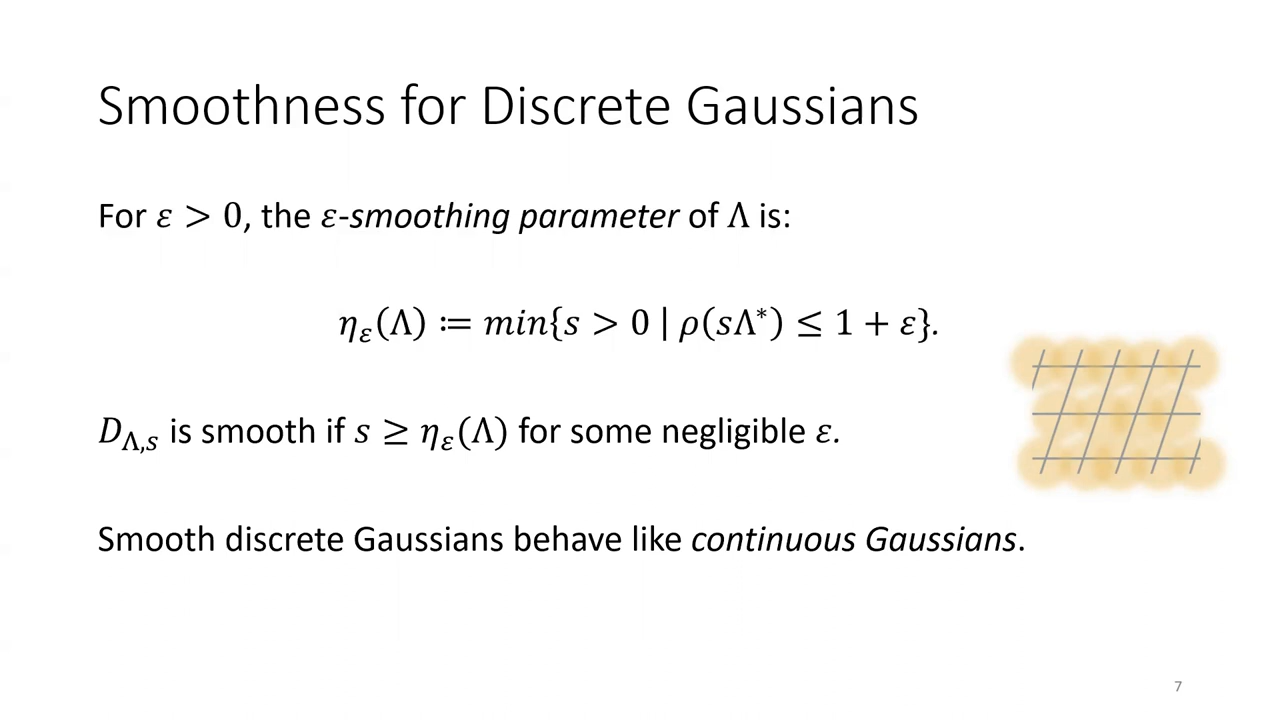 Smoothness for Discrete Gaussians
For 𝜀 > 0, the 𝜀-smoothing parameter of Λ is:
𝜂_𝜀(Λ) ≔ 𝑚𝑖𝑛{𝑠 > 0 | 𝜌(𝑠Λ*) ≤ 1 + 𝜀}.
𝐷_{Λ,𝑠} is smooth if 𝑠 ≥ 𝜂_𝜀(Λ) for some negligible 𝜀.
Smooth discrete Gaussians behave like continuous Gaussians.
7